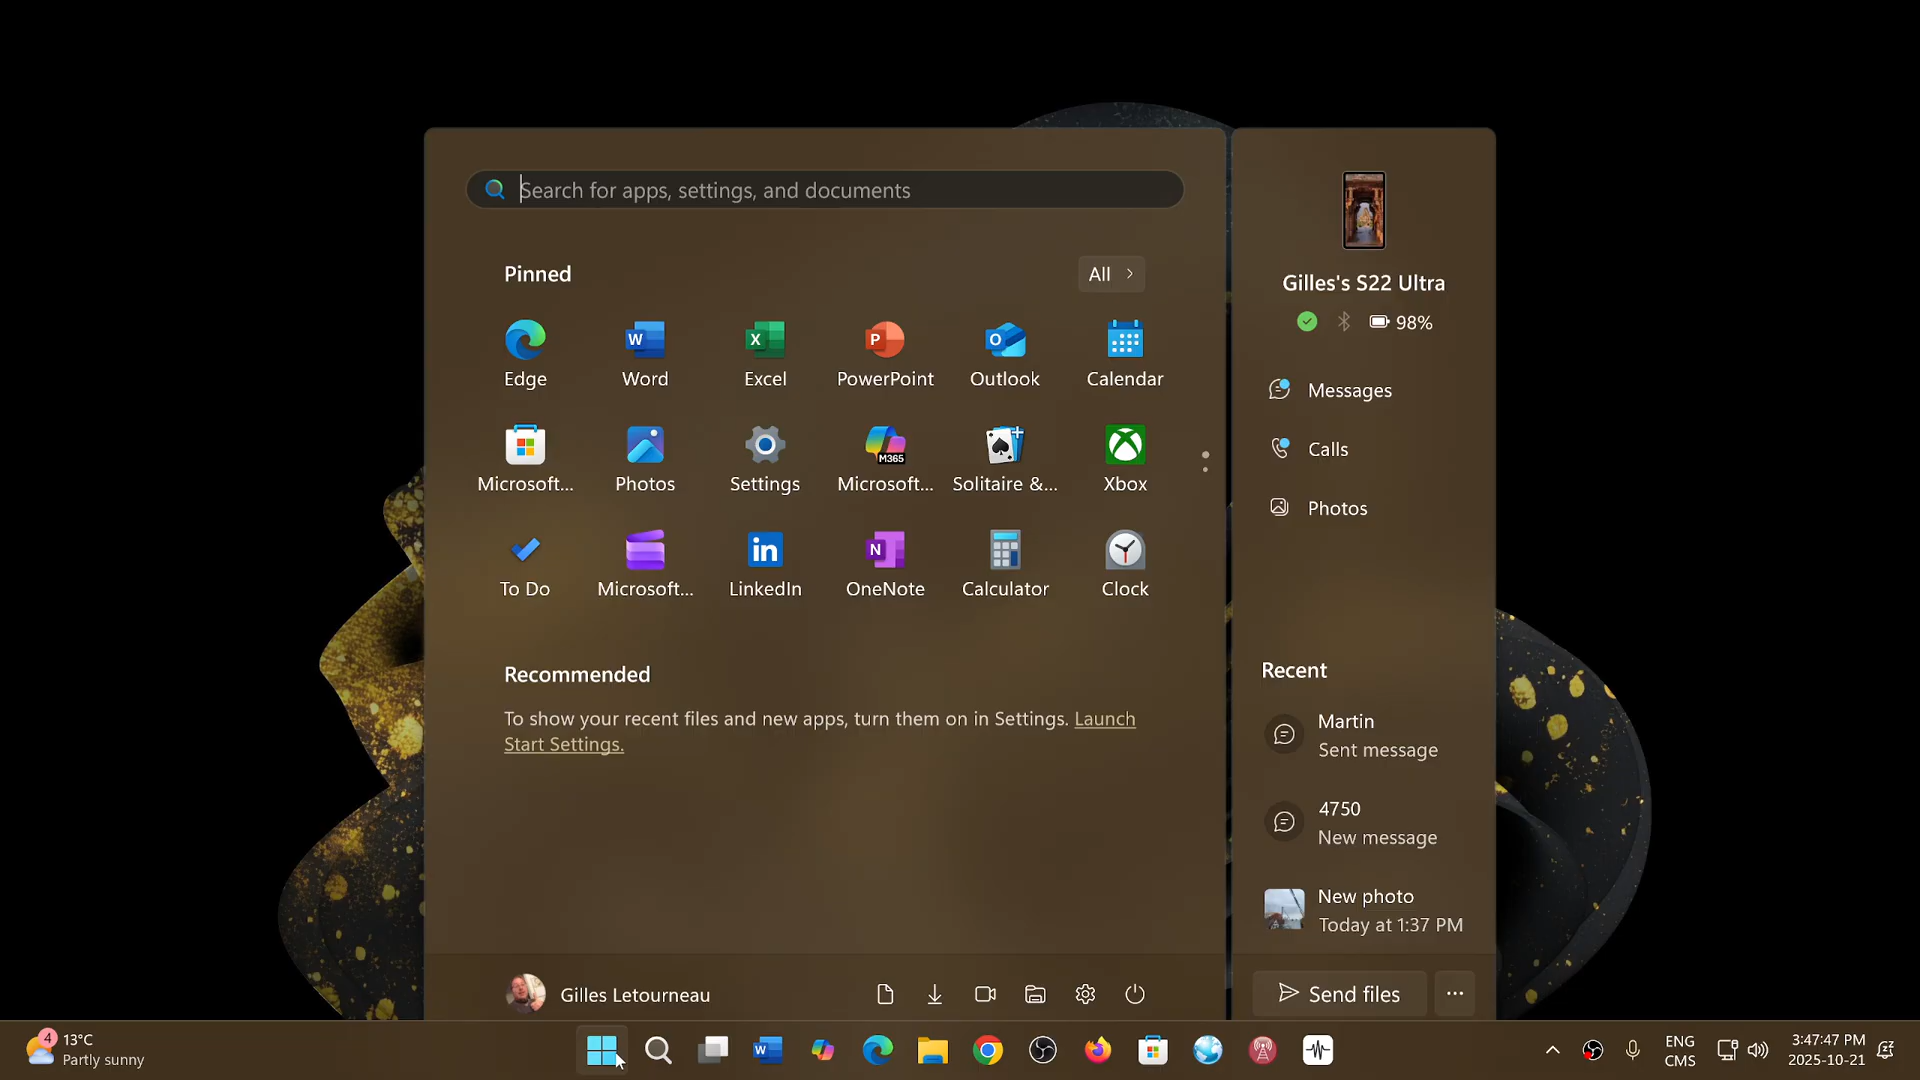 Search for apps, settings, and documents
Pinned
All
Edge
Word
Excel
PowerPoint
Outlook
Calendar
Microsoft...
Photos
Settings
M365
Microsoft...
Solitaire &...
Xbox
To Do
Microsoft...
LinkedIn
OneNote
Calculator
Clock
Recommended
To show your recent files and new apps, turn them on in Settings. Launch
Start Settings.
Gilles Letourneau
Gilles's S22 Ultra
98%
Messages
Calls
Photos
Recent
Martin
Sent message
4750
New message
New photo
Today at 1:37 PM
Send files
4
13°C
Partly sunny
ENG
CMS
3:47:47 PM
2025-10-21